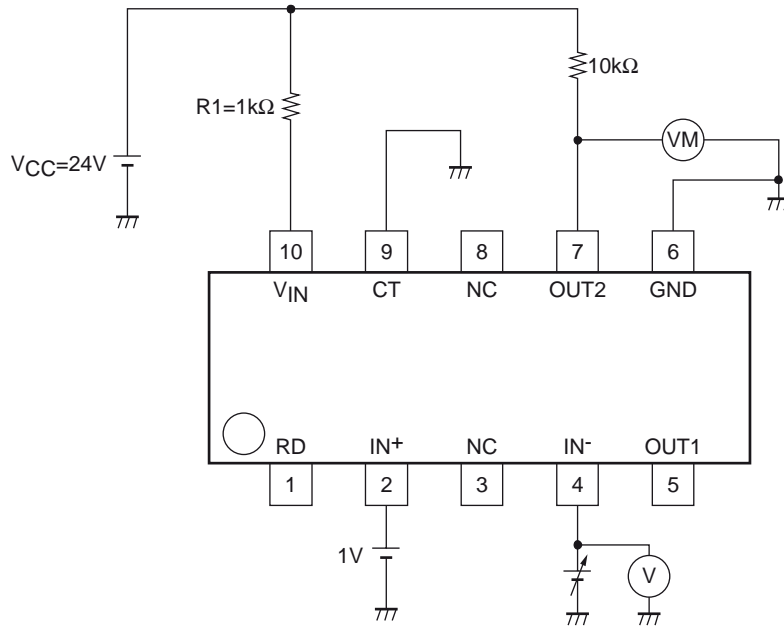 10kΩ
R1=1kΩ
VM
VCC=24V
10 9 8 7 6
VIN CT NC OUT2 GND
RD IN+ NC IN- OUT1
1 2 3 4 5
1V
V